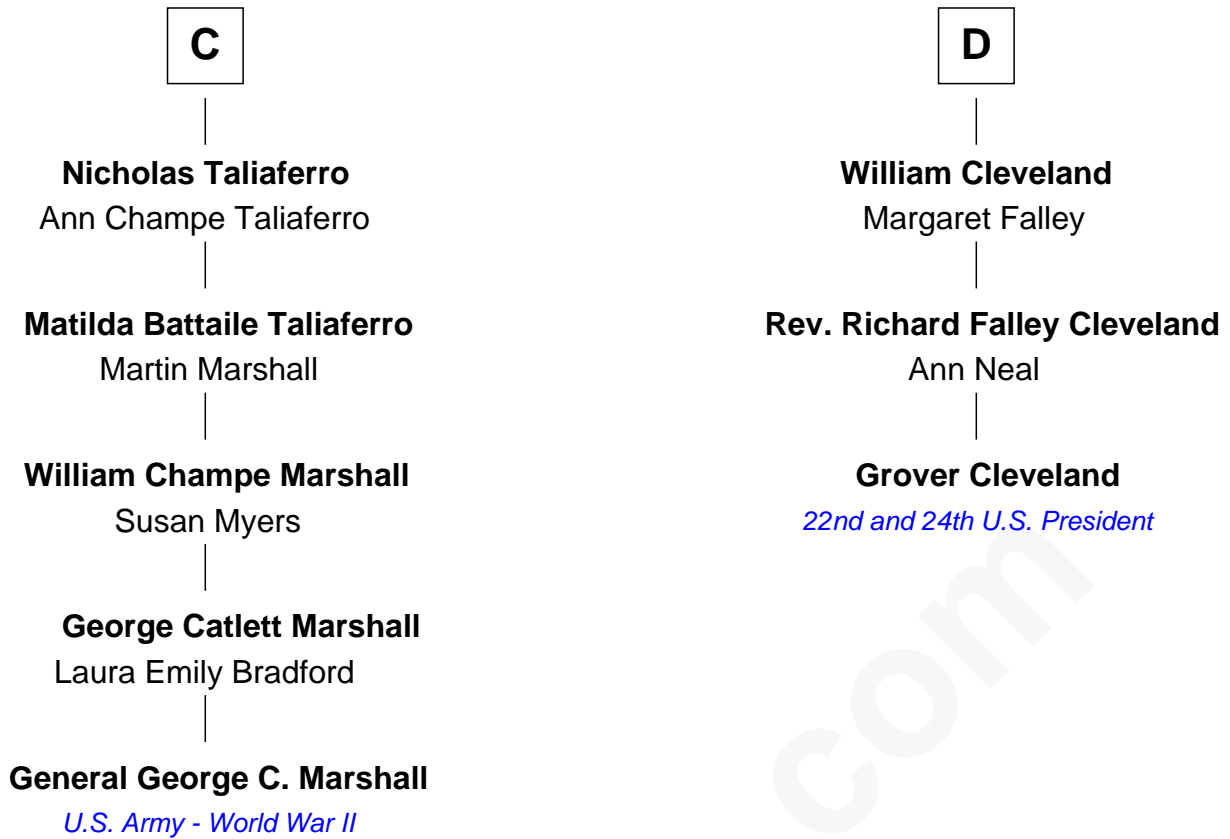 C
Nicholas Taliaferro
Ann Champe Taliaferro
Matilda Battaile Taliaferro
Martin Marshall
William Champe Marshall
Susan Myers
George Catlett Marshall
Laura Emily Bradford
General George C. Marshall
U.S. Army - World War II
D
William Cleveland
Margaret Falley
Rev. Richard Falley Cleveland
Ann Neal
Grover Cleveland
22nd and 24th U.S. President
com